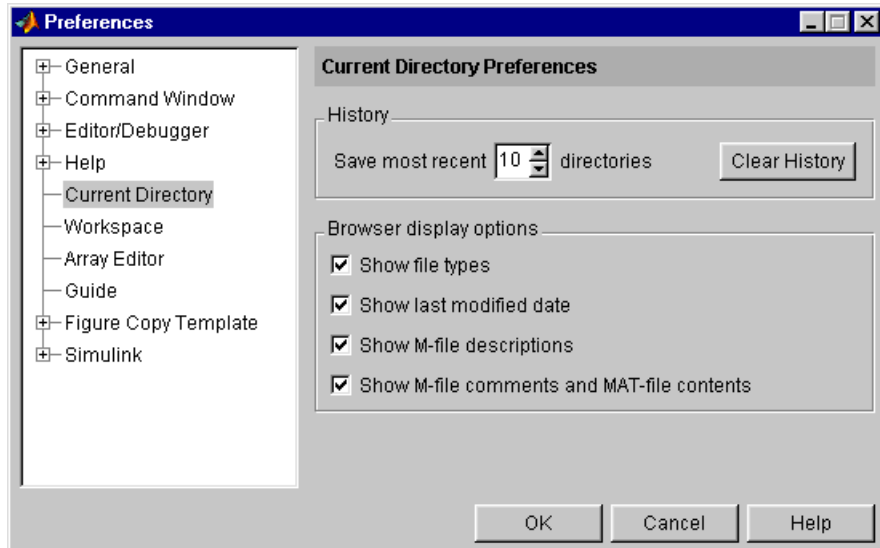 Preferences
General
Command Window
Editor/Debugger
Help
Current Directory
Workspace
Array Editor
Guide
Figure Copy Template
Simulink
Current Directory Preferences
History
Save most recent 10 directories Clear History
Browser display options
Show file types
Show last modified date
Show M-file descriptions
Show M-file comments and MAT-file contents
OK Cancel Help